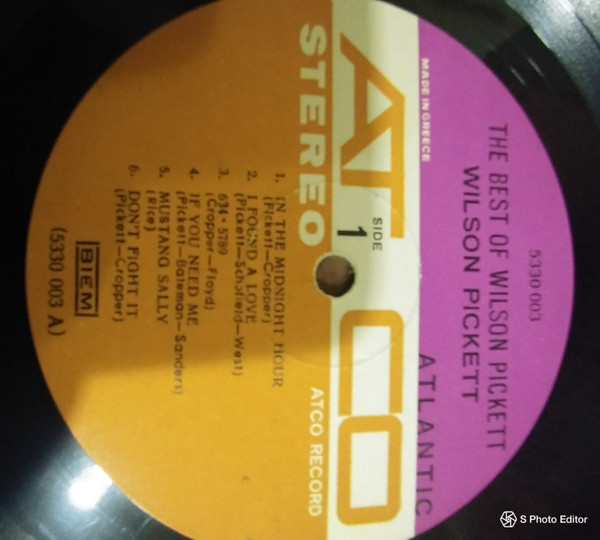 5330 003
THE BEST OF WILSON PICKETT
WILSON PICKETT
MADE IN GREECE
ATLANTIC
ATCO
SIDE
1
STEREO
ATCO RECORD
1. IN THE MIDNIGHT HOUR
(Pickett—Cropper)
2. I FOUND A LOVE
(Pickett—Schofield—West)
3. 634-5789
(Cropper—Floyd)
4. IF YOU NEED ME
(Pickett—Bateman—Sanders)
5. MUSTANG SALLY
(Rice)
6. DON'T FIGHT IT
(Pickett—Cropper)
BIEM
(5330 003 A)
S Photo Editor